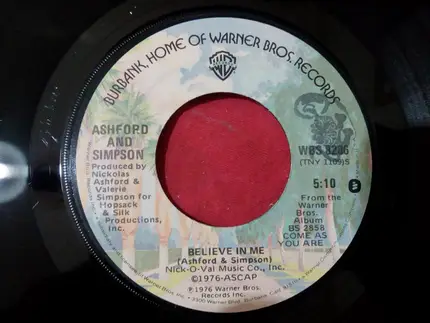 BURBANK, HOME OF WARNER BROS. RECORDS
ASHFORD
AND
SIMPSON
Produced by
Nickolas
Ashford &
Valerie
Simpson for
Hopsack
& Silk
Productions,
Inc.
WBS 8286
(TNY 1109)S
5:10
W
From the
Warner
Bros.
Album
BS 2858
COME AS
YOU ARE
BELIEVE IN ME
(Ashford & Simpson)
Nick-O-Val Music Co., Inc.
©1976-ASCAP
℗1976 Warner Bros.
Records Inc.